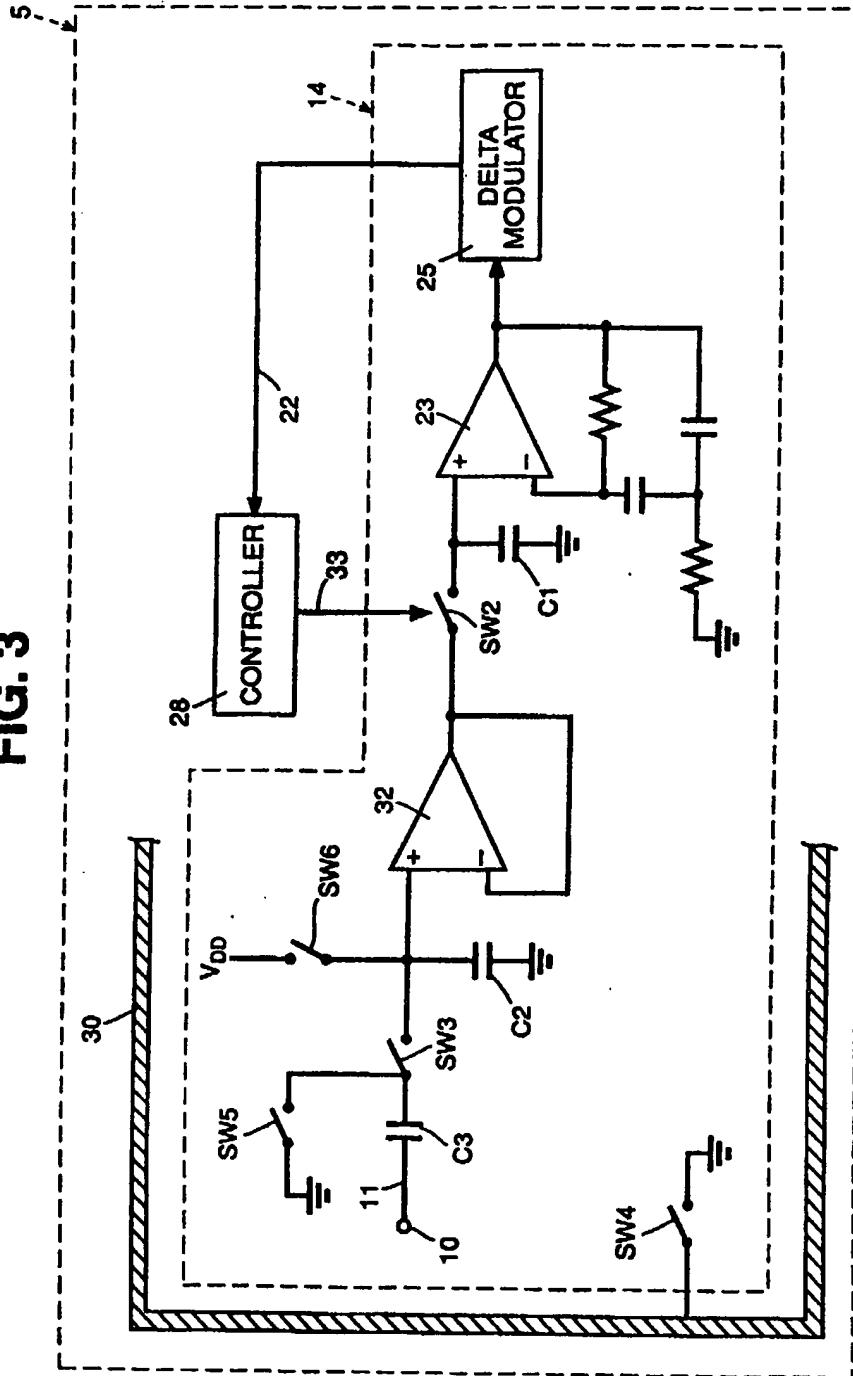 FIG. 3
5
14
CONTROLLER
28
22
33
DELTA
MODULATOR
25
30
VDD
SW6
32
+
−
SW2
23
+
−
C1
SW5
SW3
C2
11
C3
10
SW4